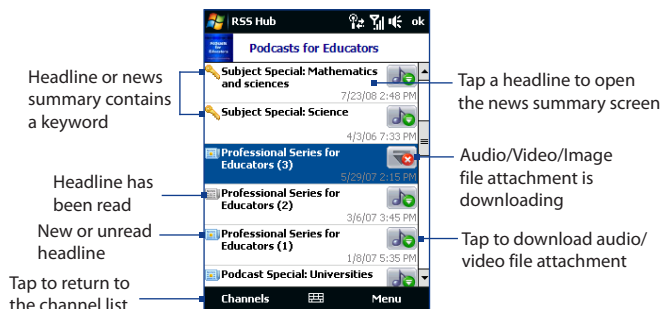 RSS Hub
ok
Podcasts for Educators
Headline or news
summary contains
a keyword
Subject Special: Mathematics
and sciences
7/23/08 2:48 PM
Tap a headline to open
the news summary screen
Subject Special: Science
4/3/06 7:33 PM
Professional Series for
Educators (3)
5/29/07 2:15 PM
Audio/Video/Image
file attachment is
downloading
Headline has
been read
Professional Series for
Educators (2)
3/6/07 3:45 PM
New or unread
headline
Professional Series for
Educators (1)
1/8/07 5:35 PM
Tap to download audio/
video file attachment
Podcast Special: Universities
Tap to return to
the channel list
Channels
Menu